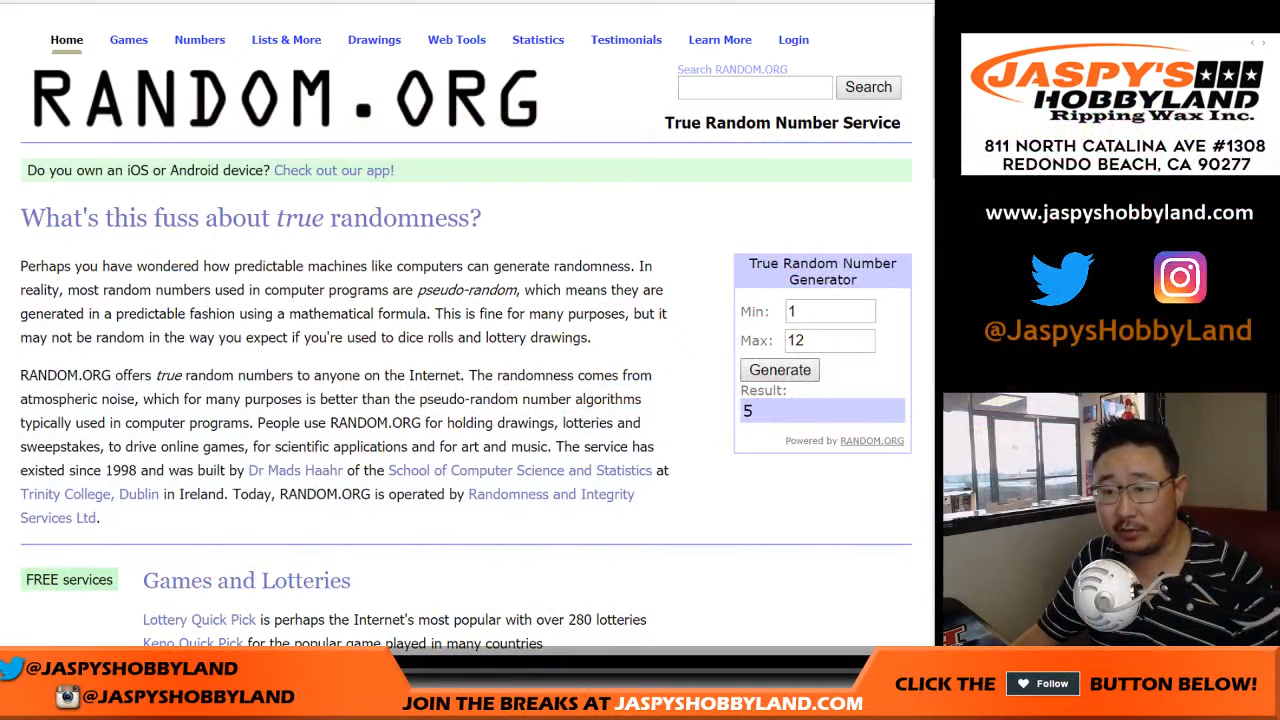 Home Games Numbers Lists & More Drawings Web Tools Statistics Testimonials Learn More Login
RANDOM.ORG
Search RANDOM.ORG
Search
True Random Number Service
Do you own an iOS or Android device? Check out our app!
What's this fuss about true randomness?
Perhaps you have wondered how predictable machines like computers can generate randomness. In
reality, most random numbers used in computer programs are pseudo-random, which means they are
generated in a predictable fashion using a mathematical formula. This is fine for many purposes, but it
may not be random in the way you expect if you're used to dice rolls and lottery drawings.
RANDOM.ORG offers true random numbers to anyone on the Internet. The randomness comes from
atmospheric noise, which for many purposes is better than the pseudo-random number algorithms
typically used in computer programs. People use RANDOM.ORG for holding drawings, lotteries and
sweepstakes, to drive online games, for scientific applications and for art and music. The service has
existed since 1998 and was built by Dr Mads Haahr of the School of Computer Science and Statistics at
Trinity College, Dublin in Ireland. Today, RANDOM.ORG is operated by Randomness and Integrity
Services Ltd.
True Random Number
Generator
Min: 1
Max: 12
Generate
Result:
5
Powered by RANDOM.ORG
FREE services
Games and Lotteries
Lottery Quick Pick is perhaps the Internet's most popular with over 280 lotteries
Keno Quick Pick for the popular game played in many countries
JASPY'S
HOBBYLAND
Ripping Wax Inc.
811 NORTH CATALINA AVE #1308
REDONDO BEACH, CA 90277
www.jaspyshobbyland.com
@JaspysHobbyLand
@JASPYSHOBBYLAND
@JASPYSHOBBYLAND
JOIN THE BREAKS AT JASPYSHOBBYLAND.COM
CLICK THE Follow BUTTON BELOW!